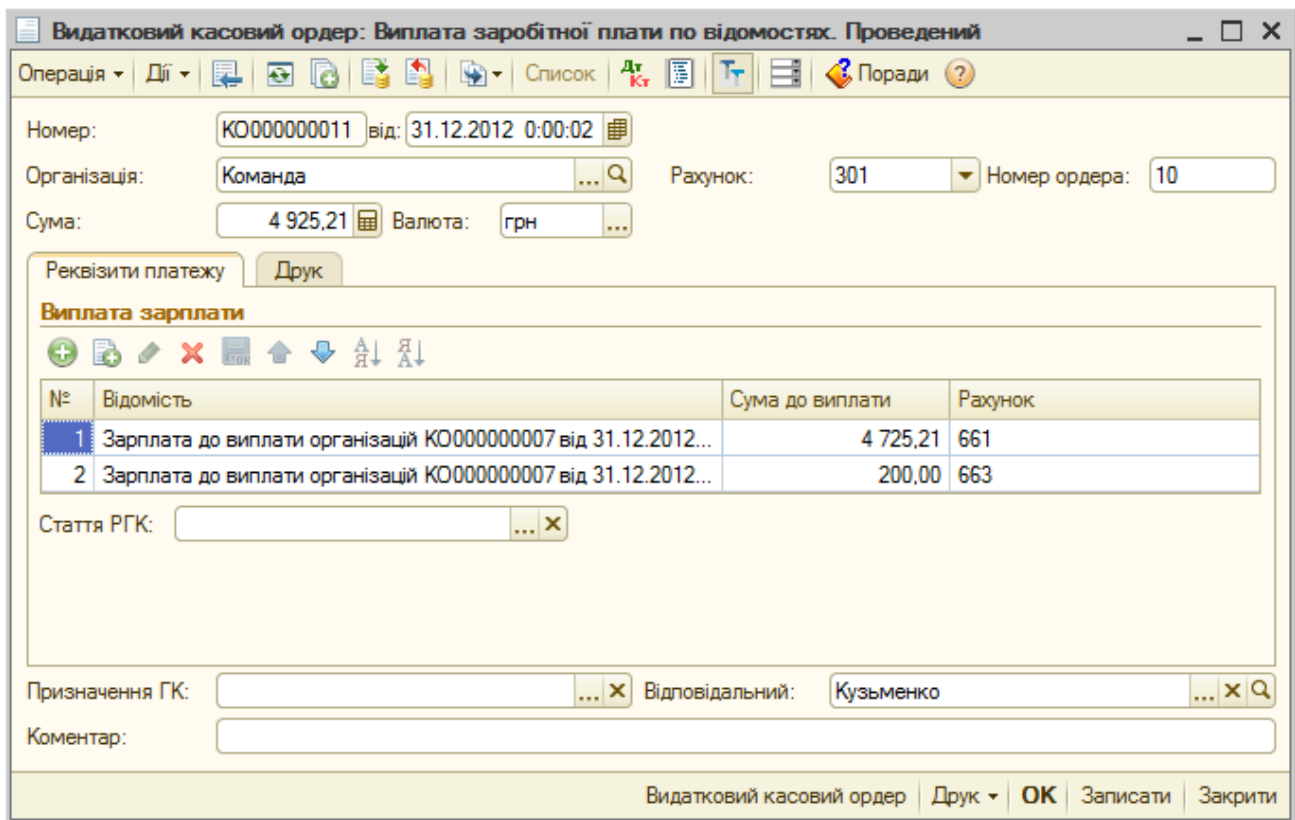 Видатковий касовий ордер: Виплата заробітної плати по відомостях. Проведений
Операція Дії Список Дт Кт Поради
Номер: КО000000011 від: 31.12.2012 0:00:02
Організація: Команда ... Рахунок: 301 Номер ордера: 10
Сума: 4 925,21 Валюта: грн ...
Реквізити платежу Друк
Виплата зарплати
№ Відомість Сума до виплати Рахунок
1 Зарплата до виплати організацій КО000000007 від 31.12.2012... 4 725,21 661
2 Зарплата до виплати організацій КО000000007 від 31.12.2012... 200,00 663
Стаття РГК: ...
Призначення ГК: ... Відповідальний: Кузьменко ...
Коментар:
Видатковий касовий ордер Друк ОК Записати Закрити